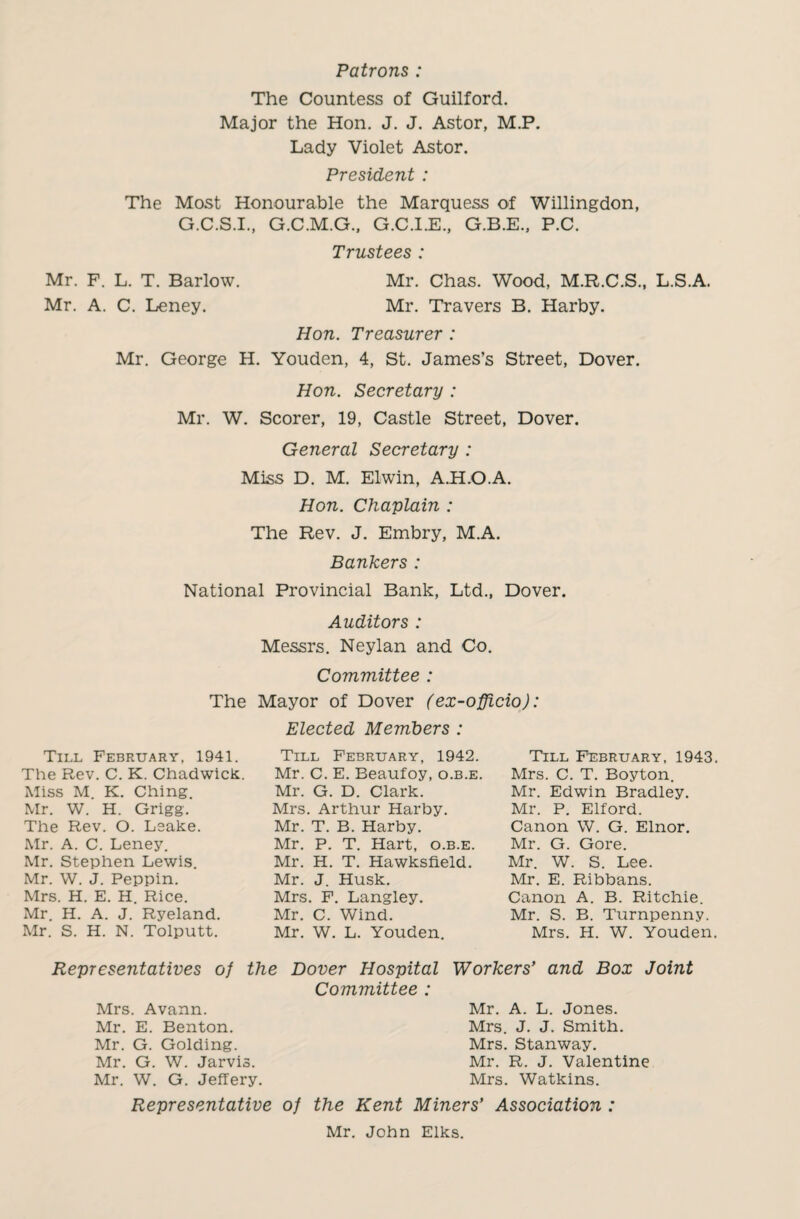 Patrons :
The Countess of Guilford.
Major the Hon. J. J. Astor, M.P.
Lady Violet Astor.
President :
The Most Honourable the Marquess of Willingdon,
G.C.S.I., G.C.M.G., G.C.I.E., G.B.E., P.C.
Trustees :
Mr. F. L. T. Barlow. Mr. Chas. Wood, M.R.C.S., L.S.A.
Mr. A. C. Leney. Mr. Travers B. Harby.
Hon. Treasurer :
Mr. George H. Youden, 4, St. James's Street, Dover.
Hon. Secretary :
Mr. W. Scorer, 19, Castle Street, Dover.
General Secretary :
Miss D. M. Elwin, A.H.O.A.
Hon. Chaplain :
The Rev. J. Embry, M.A.
Bankers :
National Provincial Bank, Ltd., Dover.
Auditors :
Messrs. Neylan and Co.
Committee :
The Mayor of Dover (ex-officio):
Elected Members :
Till February, 1941.
The Rev. C. K. Chadwick.
Miss M. K. Ching.
Mr. W. H. Grigg.
The Rev. O. Leake.
Mr. A. C. Leney.
Mr. Stephen Lewis.
Mr. W. J. Peppin.
Mrs. H. E. H. Rice.
Mr. H. A. J. Ryeland.
Mr. S. H. N. Tolputt.
Till February, 1942.
Mr. C. E. Beaufoy, O.B.E.
Mr. G. D. Clark.
Mrs. Arthur Harby.
Mr. T. B. Harby.
Mr. P. T. Hart, O.B.E.
Mr. H. T. Hawksfield.
Mr. J. Husk.
Mrs. F. Langley.
Mr. C. Wind.
Mr. W. L. Youden.
Till February, 1943.
Mrs. C. T. Boyton.
Mr. Edwin Bradley.
Mr. P. Elford.
Canon W. G. Elnor.
Mr. G. Gore.
Mr. W. S. Lee.
Mr. E. Ribbans.
Canon A. B. Ritchie.
Mr. S. B. Turnpenny.
Mrs. H. W. Youden.
Representatives of the Dover Hospital Workers' and Box Joint
Committee :
Mrs. Avann.
Mr. E. Benton.
Mr. G. Golding.
Mr. G. W. Jarvis.
Mr. W. G. Jeffery.
Mr. A. L. Jones.
Mrs. J. J. Smith.
Mrs. Stanway.
Mr. R. J. Valentine
Mrs. Watkins.
Representative of the Kent Miners' Association :
Mr. John Elks.